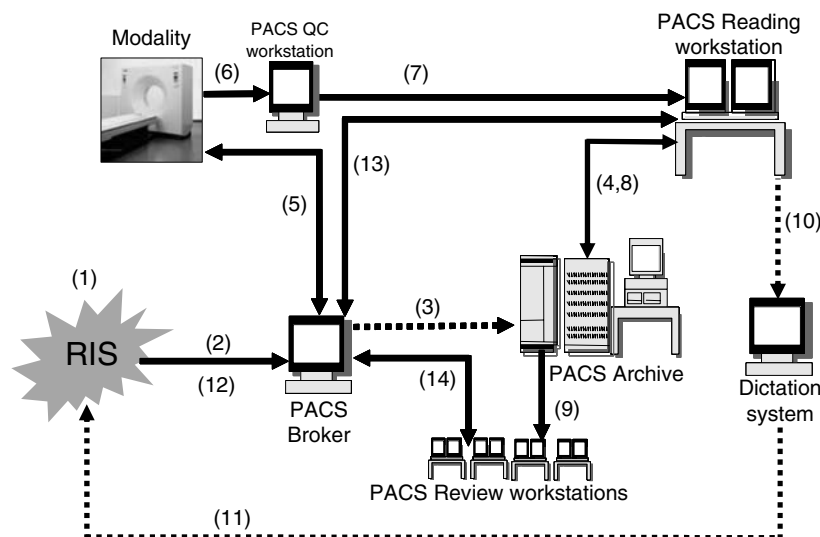 PACS QC
workstation
PACS Reading
workstation
Modality
(6)
(7)
(13)
(5)
(4,8)
(10)
(1)
(3)
RIS
(2)
(12)
PACS
Broker
(14)
PACS Archive
(9)
Dictation
system
PACS Review workstations
(11)